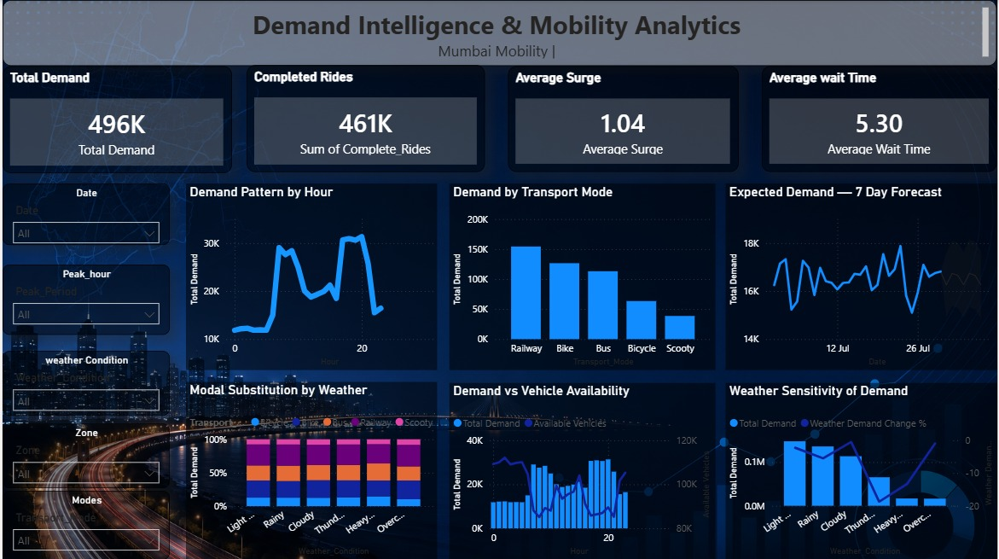 Demand Intelligence & Mobility Analytics
Mumbai Mobility |
Total Demand
496K
Total Demand
Completed Rides
461K
Sum of Complete_Rides
Average Surge
1.04
Average Surge
Average wait Time
5.30
Average Wait Time
Date
Date
All
Peak_hour
Peak_Period
All
weather Condition
Weather_Condition
All
Zone
Zone
All
Modes
Transport_Mode
All
Demand Pattern by Hour
Total Demand
30K
20K
10K
0 20
Hour
Demand by Transport Mode
Total Demand
200K
150K
100K
50K
0K
Railway Bike Bus Bicycle Scooty
Transport_Mode
Expected Demand — 7 Day Forecast
Total Demand
18K
16K
14K
12 Jul 26 Jul
Date
Modal Substitution by Weather
Transport... Bicycle Bike Bus Railway Scooty
Total Demand
100%
50%
0%
Light ... Rainy Cloudy Thund... Heavy... Overc...
Weather_Condition
Demand vs Vehicle Availability
Total Demand Available Vehicles
Total Demand
40K 120K
20K 100K
0K 80K
Available Vehicles
0 20
Hour
Weather Sensitivity of Demand
Total Demand Weather Demand Change %
Total Demand
0.1M
0.0M
0
-10
-20
Weather Deman...
Light ... Rainy Cloudy Thund... Heavy... Overc...
Weather_Condition